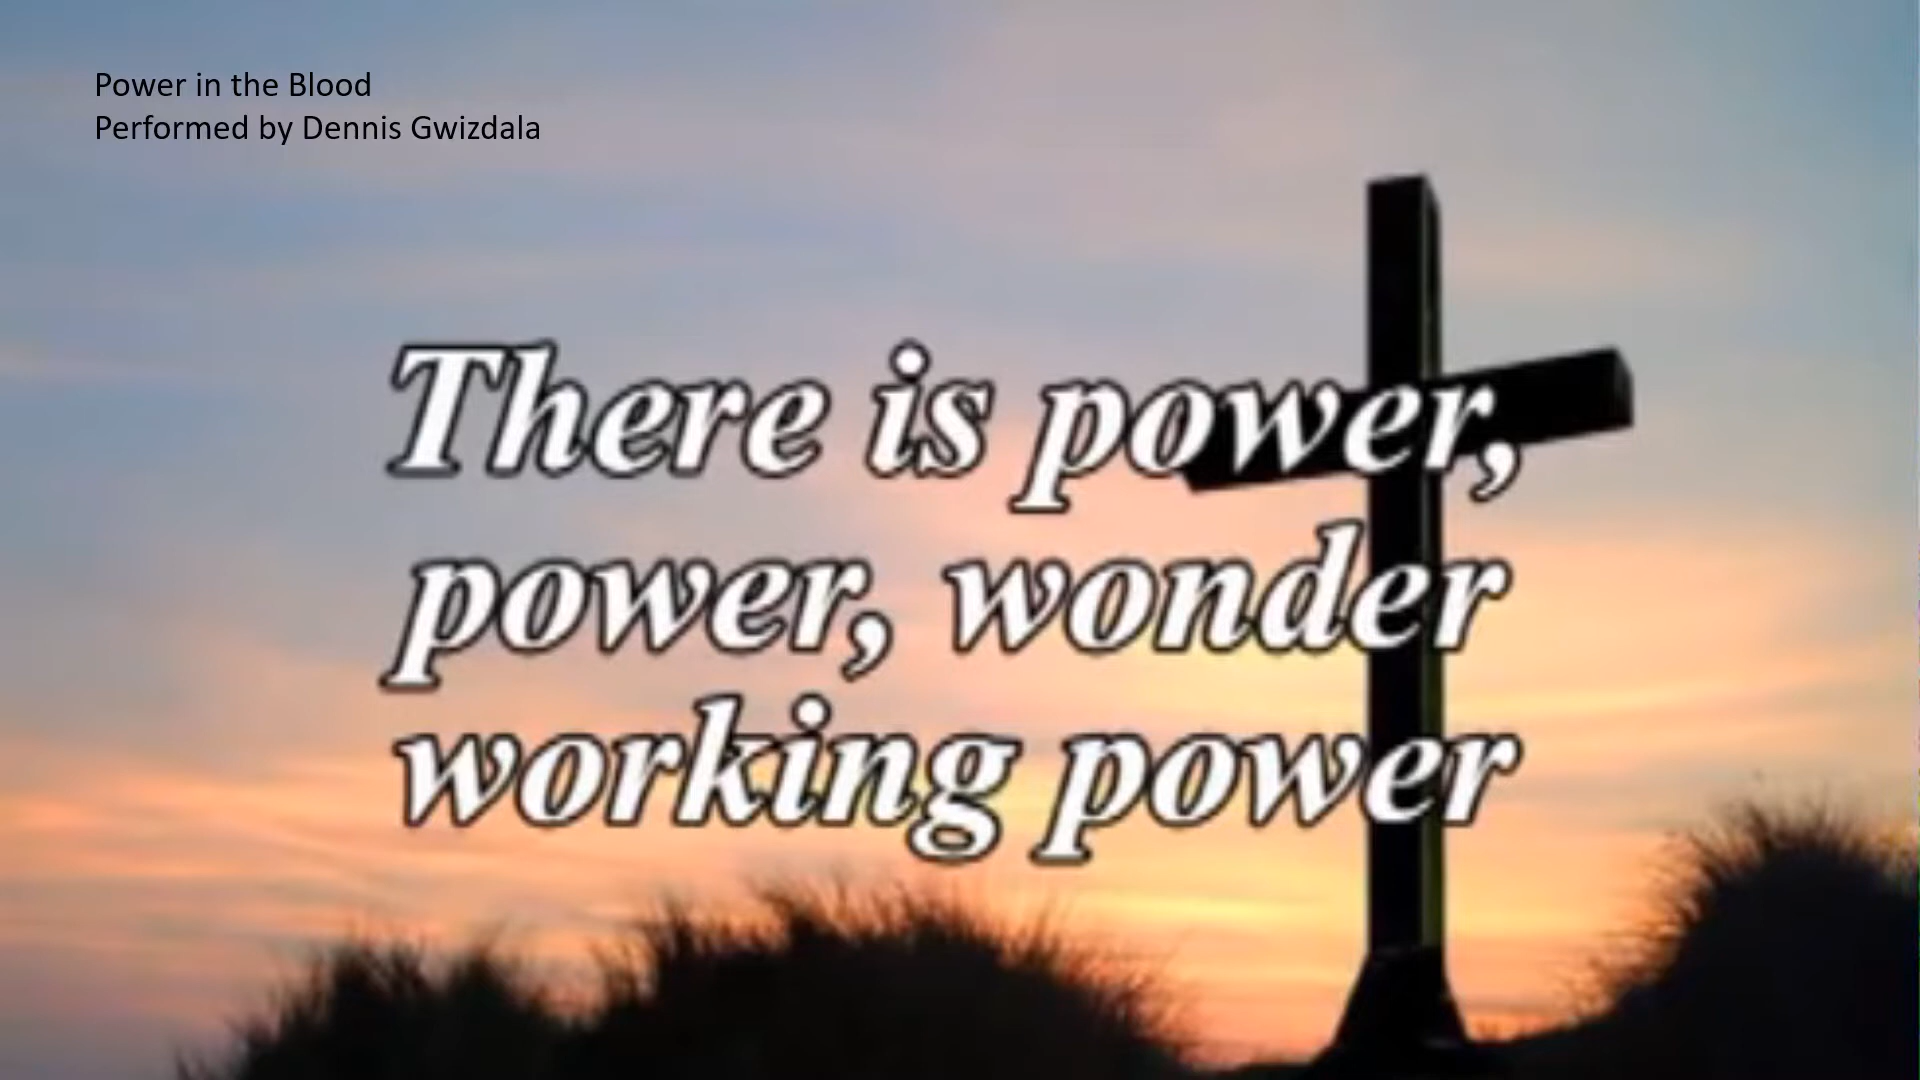 Power in the Blood
Performed by Dennis Gwizdala
There is power,
power, wonder
working power